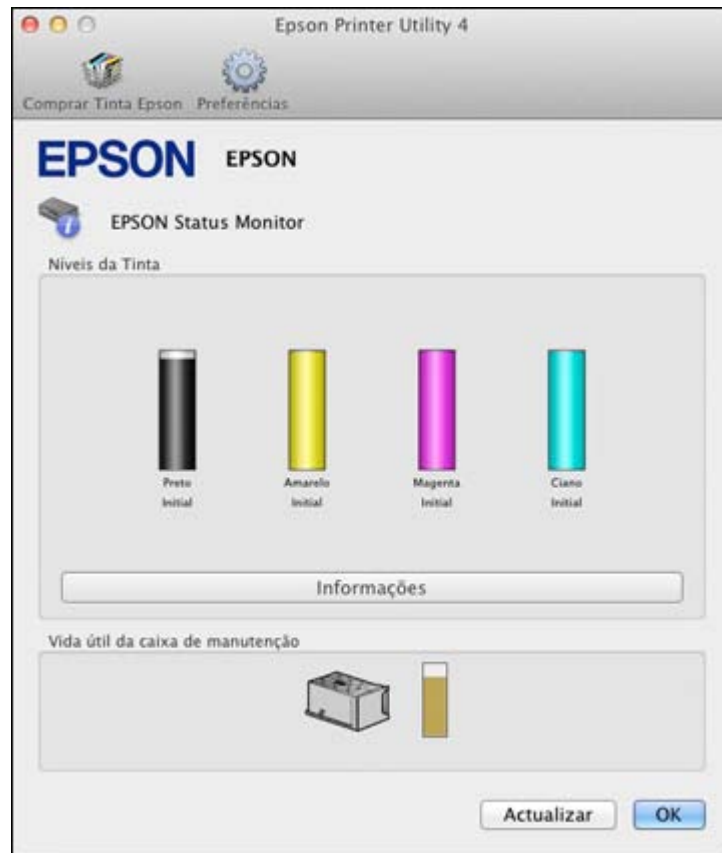 Epson Printer Utility 4
Comprar Tinta Epson Preferências
EPSON EPSON
EPSON Status Monitor
Níveis da Tinta
Preto Amarelo Magenta Ciano
Initial Initial Initial Initial
Informações
Vida útil da caixa de manutenção
Actualizar OK